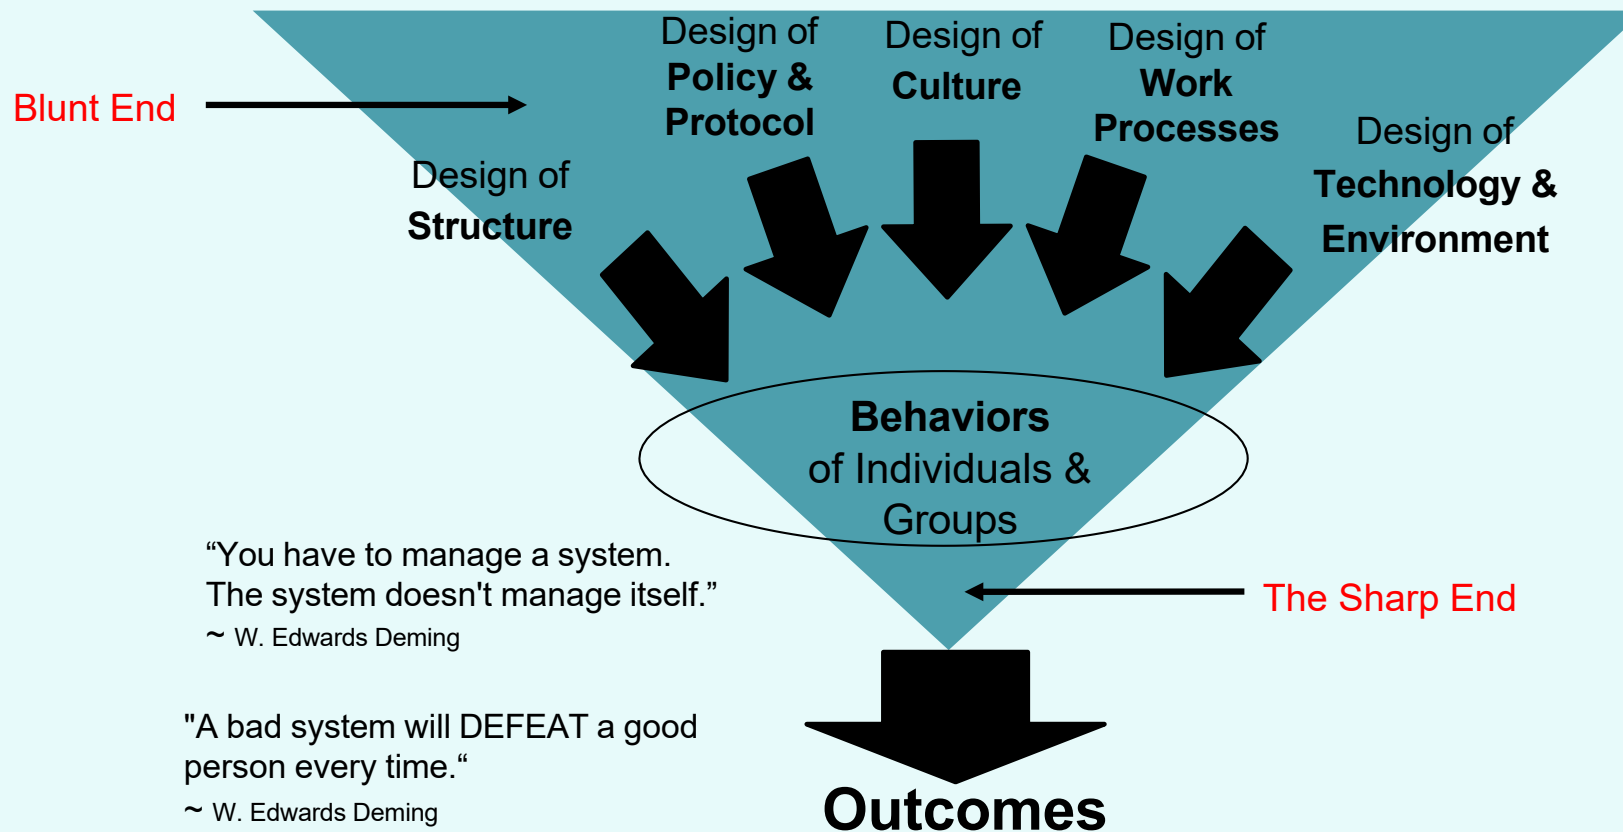 Design of
Policy &
Protocol
Design of
Culture
Design of
Work
Processes
Blunt End
Design of
Structure
Design of
Technology &
Environment
Behaviors
of Individuals &
Groups
“You have to manage a system.
The system doesn't manage itself.”
~ W. Edwards Deming
The Sharp End
"A bad system will DEFEAT a good
person every time.“
~ W. Edwards Deming
Outcomes